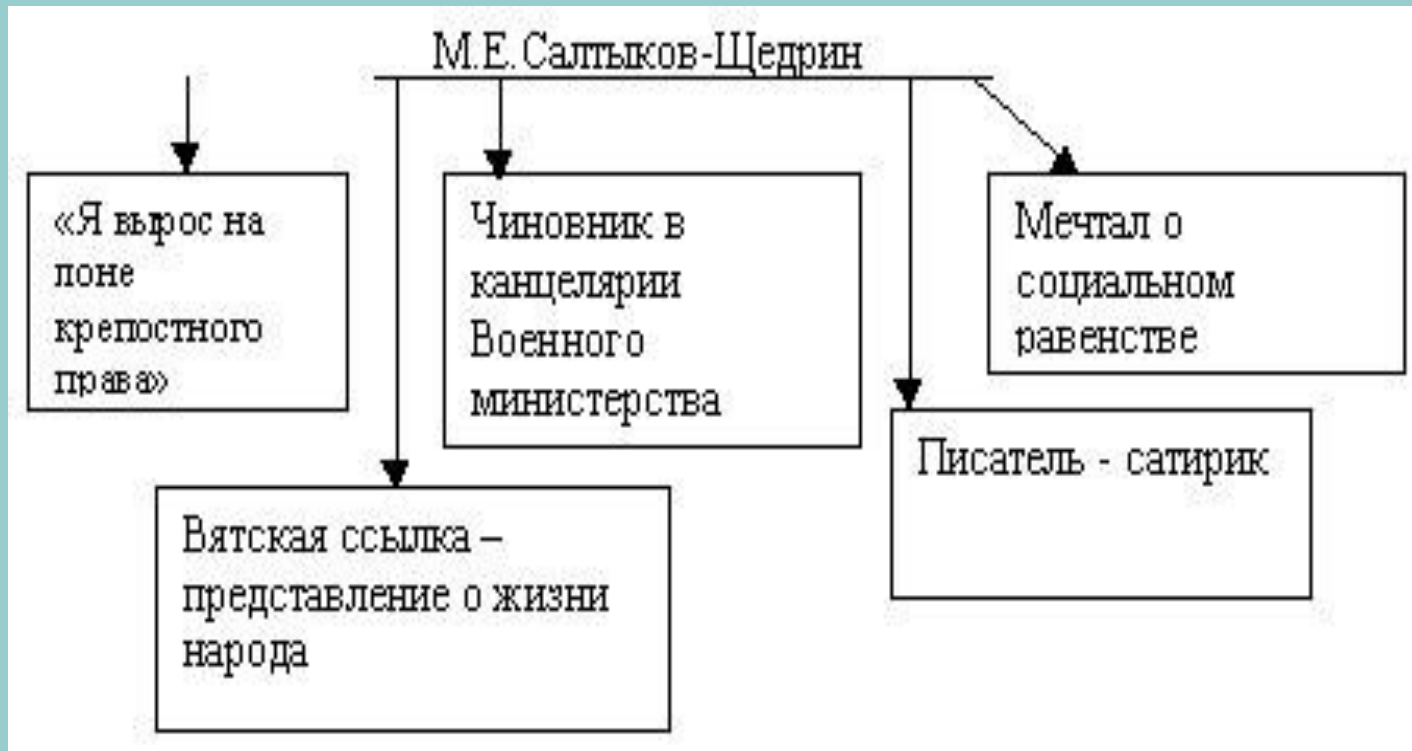 М.Е.Салтыков-Щедрин
«Я вырос на
лоне
крепостного
права»
Чиновник в
канцелярии
Военного
министерства
Мечтал о
социальном
равенстве
Вятская ссылка –
представление о жизни
народа
Писатель - сатирик